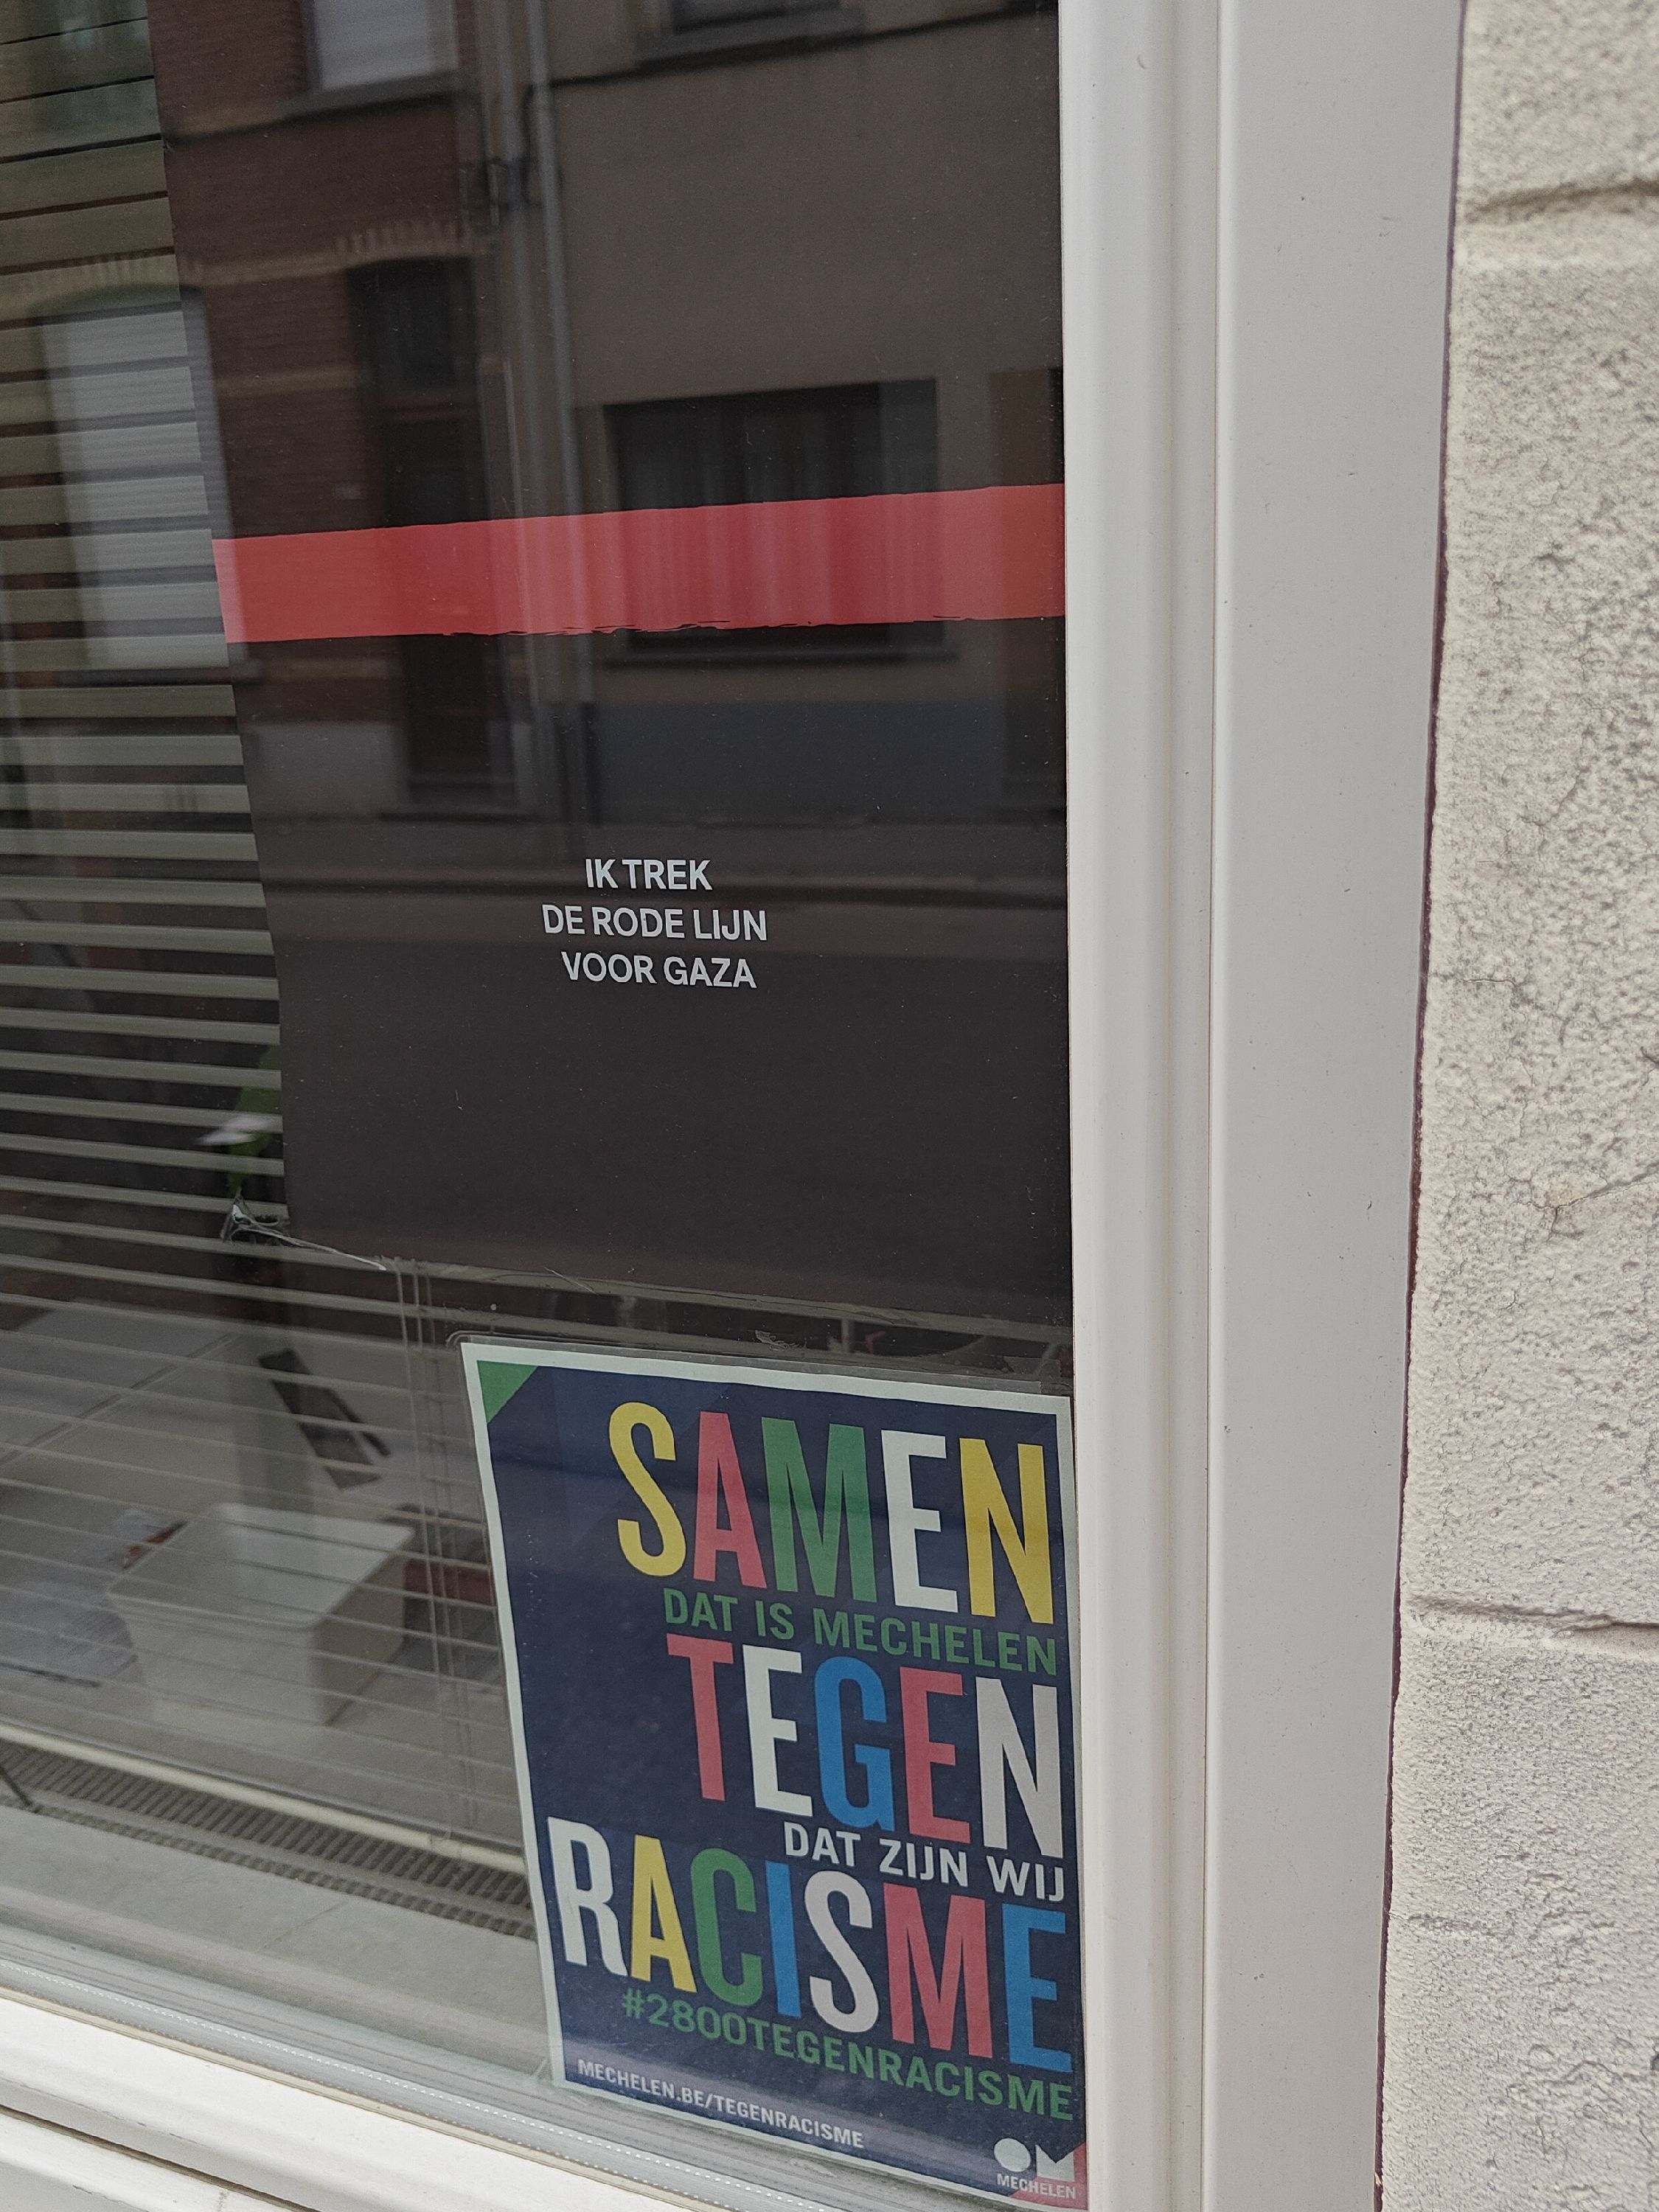 IK TREK
DE RODE LIJN
VOOR GAZA
SAMEN
DAT IS MECHELEN
TEGEN
DAT ZIJN WIJ
RACISME
#2800TEGENRACISME
MECHELEN.BE/TEGENRACISME
MECHELEN